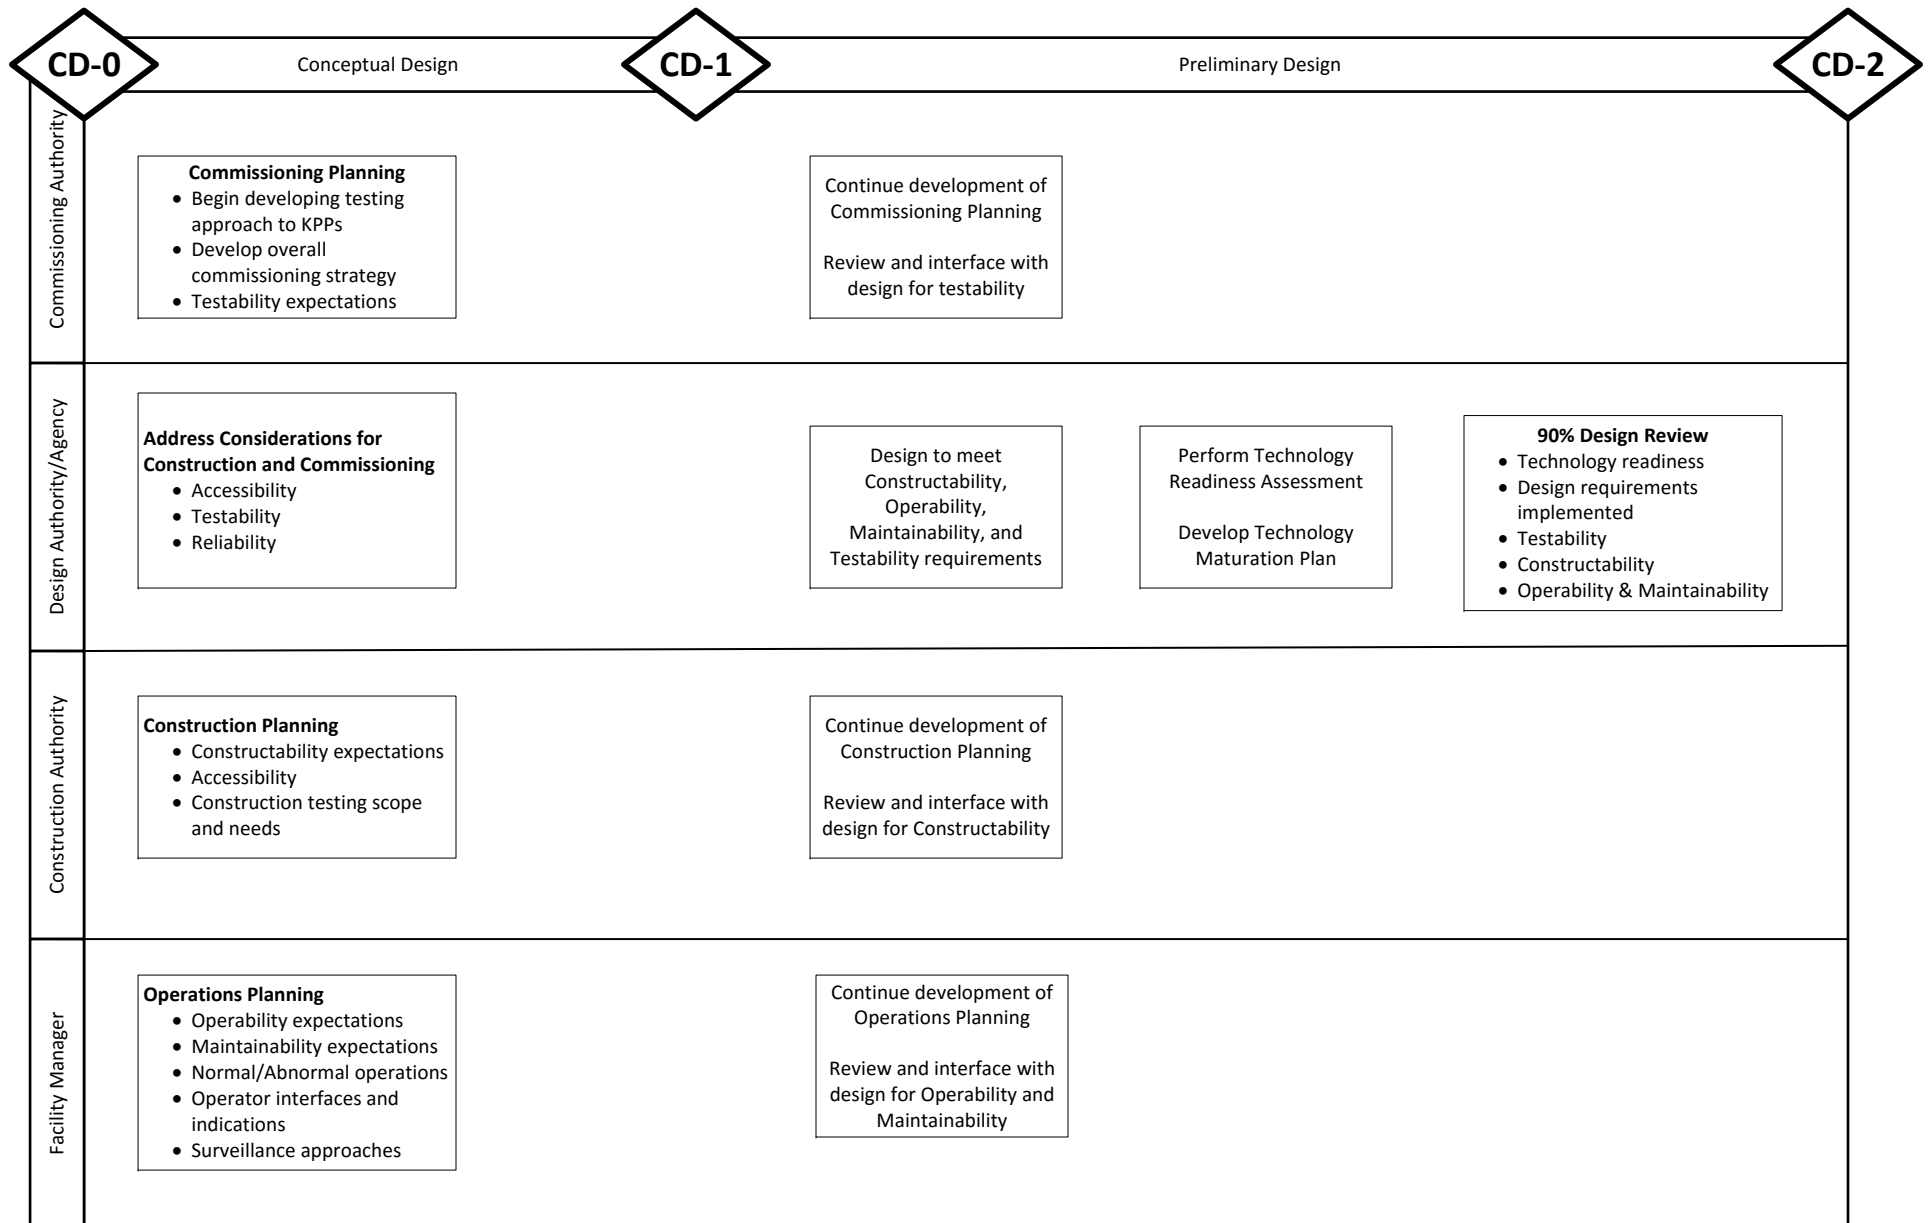 CD-0
Conceptual Design
CD-1
Preliminary Design
CD-2
Commissioning Authority
Commissioning Planning
• Begin developing testing
approach to KPPs
• Develop overall
commissioning strategy
• Testability expectations
Continue development of
Commissioning Planning
Review and interface with
design for testability
Design Authority/Agency
Address Considerations for
Construction and Commissioning
• Accessibility
• Testability
• Reliability
Design to meet
Constructability,
Operability,
Maintainability, and
Testability requirements
Perform Technology
Readiness Assessment
Develop Technology
Maturation Plan
90% Design Review
• Technology readiness
• Design requirements
implemented
• Testability
• Constructability
• Operability & Maintainability
Construction Authority
Construction Planning
• Constructability expectations
• Accessibility
• Construction testing scope
and needs
Continue development of
Construction Planning
Review and interface with
design for Constructability
Facility Manager
Operations Planning
• Operability expectations
• Maintainability expectations
• Normal/Abnormal operations
• Operator interfaces and
indications
• Surveillance approaches
Continue development of
Operations Planning
Review and interface with
design for Operability and
Maintainability